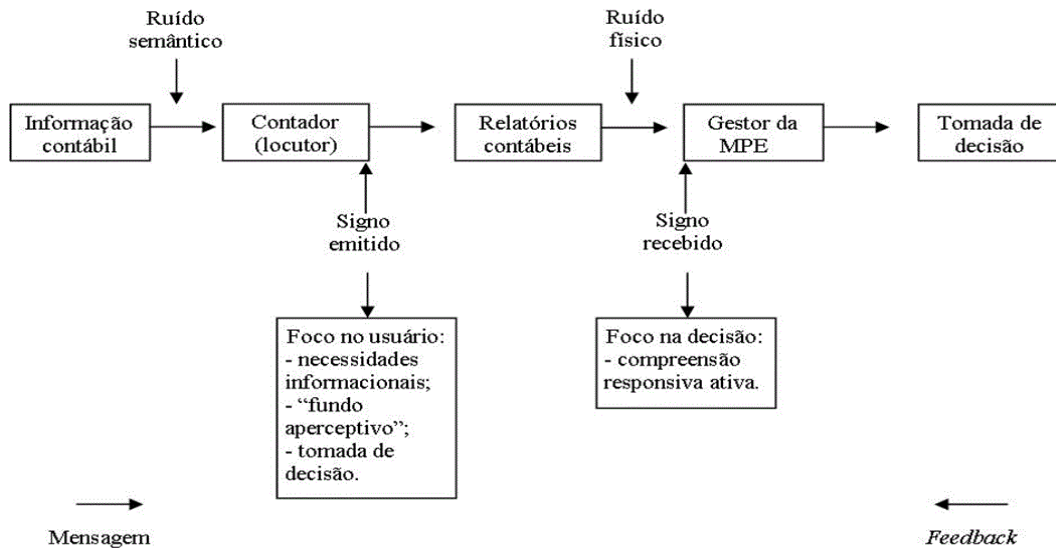 Ruído
semântico
Ruído
físico
Informação
contábil
Contador
(locutor)
Relatórios
contábeis
Gestor da
MPE
Tomada de
decisão
Signo
emitido
Signo
recebido
Foco no usuário:
- necessidades
informacionais;
- “fundo
aperceptivo”;
- tomada de
decisão.
Foco na decisão:
- compreensão
responsiva ativa.
Mensagem
Feedback